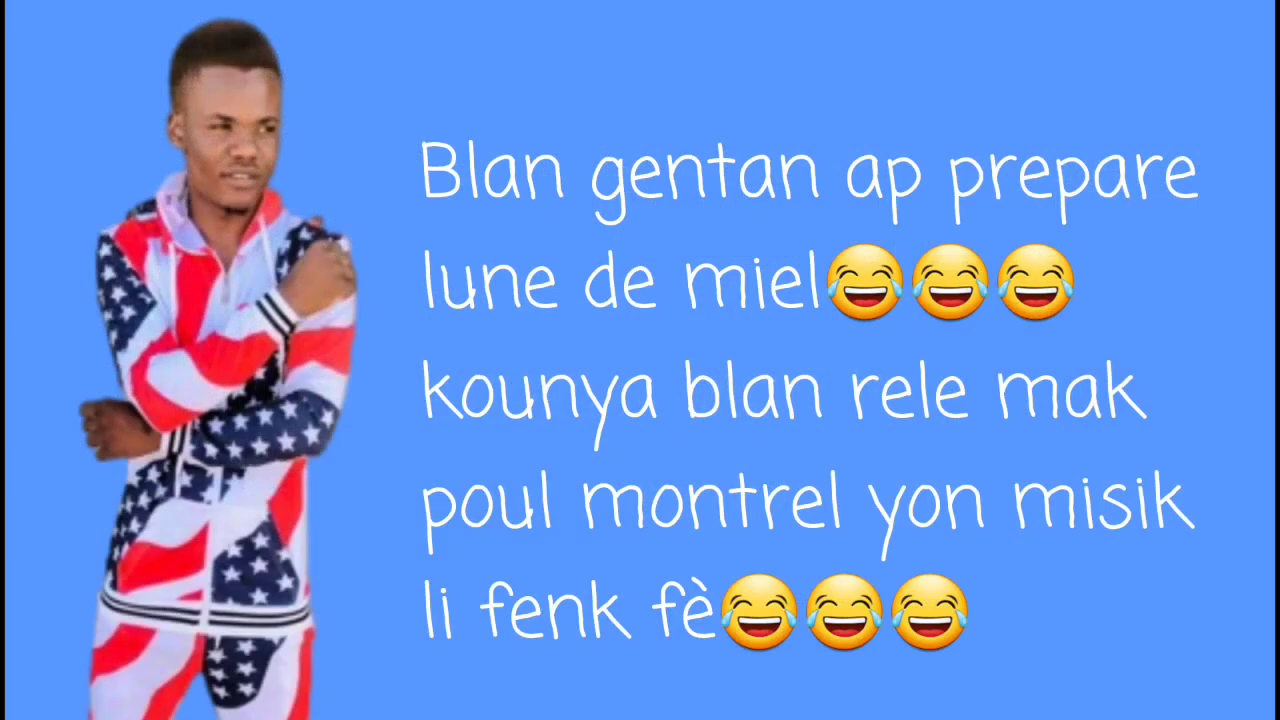 Blan gentan ap prepare
lune de miel😂😂😂
kounya blan rele mak
poul montrel yon misik
li fenk fè😂😂😂